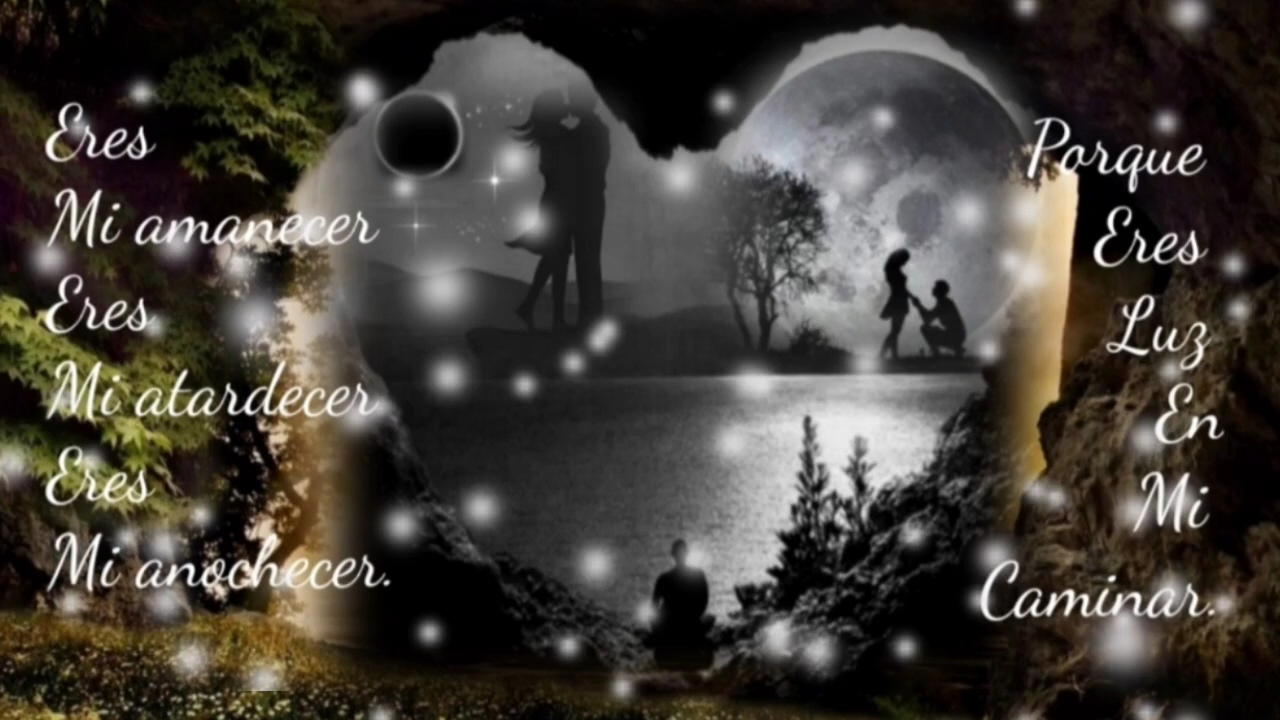 Eres
Mi amanecer
Eres
Mi atardecer
Eres
Mi anochecer.
Porque
Eres
Luz
En
Mi
Caminar.